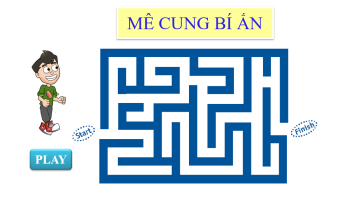 MÊ CUNG BÍ ẨN
Start
Finish
PLAY